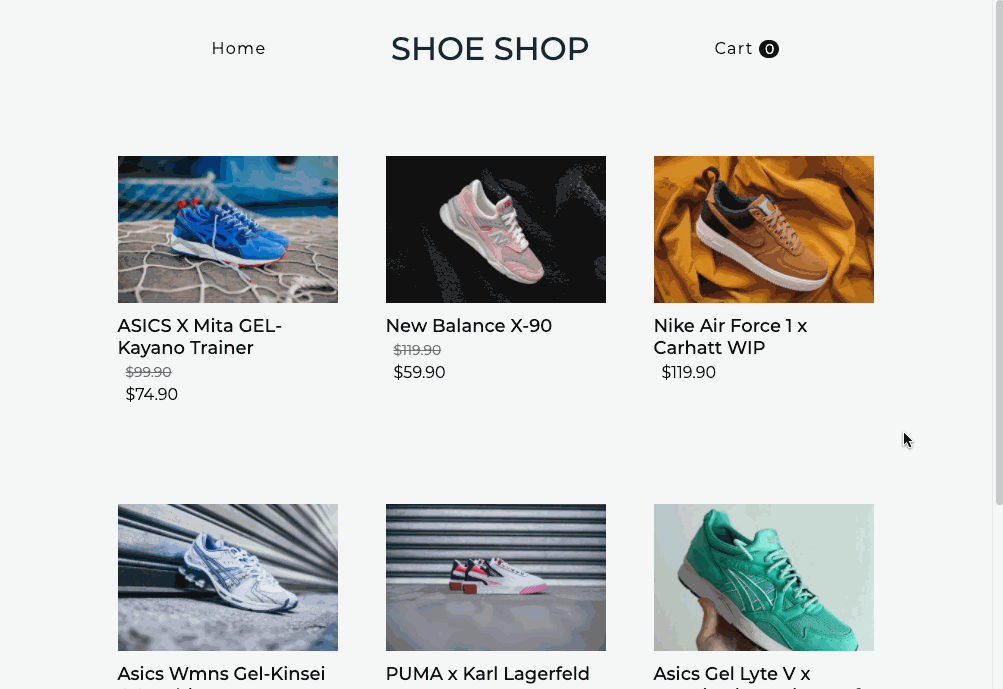 Home
SHOE SHOP
Cart 0
ASICS X Mita GEL-
Kayano Trainer
$99.90
$74.90
New Balance X-90
$119.90
$59.90
Nike Air Force 1 x
Carhatt WIP
$119.90
Asics Wmns Gel-Kinsei
PUMA x Karl Lagerfeld
Asics Gel Lyte V x